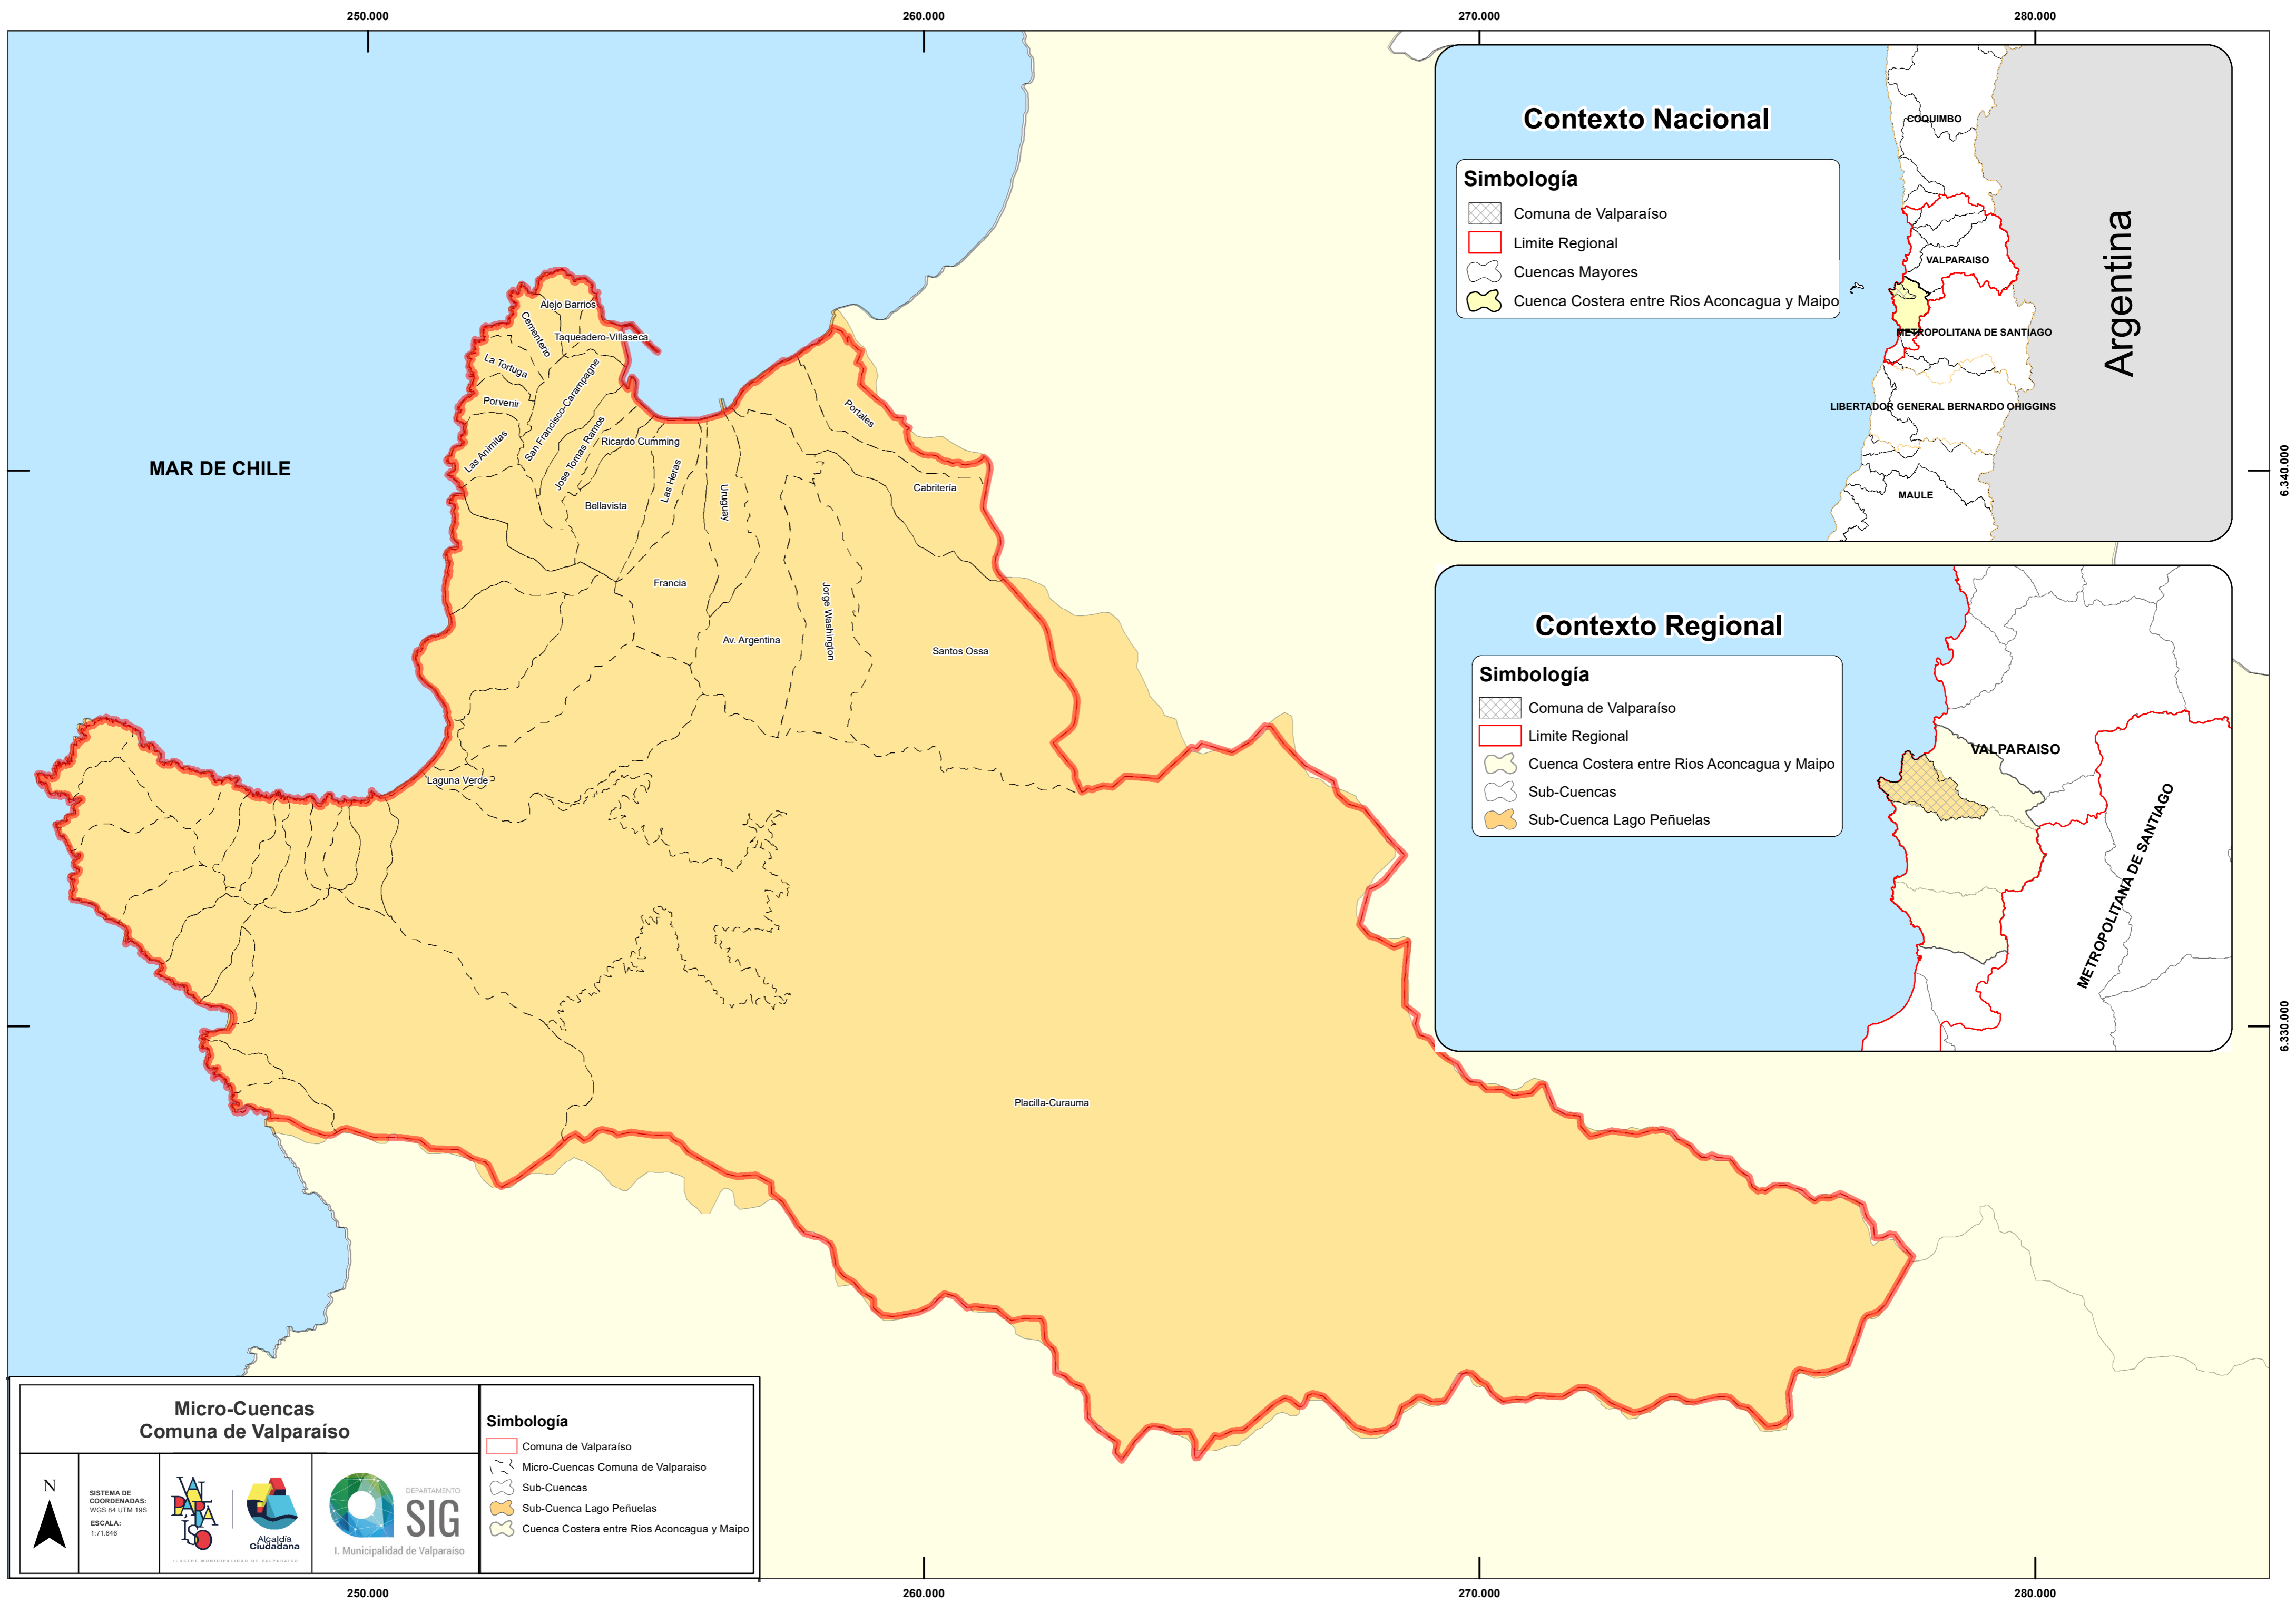 250.000
260.000
270.000
280.000
Contexto Nacional
Simbología
Comuna de Valparaíso
Limite Regional
Cuencas Mayores
Cuenca Costera entre Rios Aconcagua y Maipo
COQUIMBO
VALPARAISO
METROPOLITANA DE SANTIAGO
LIBERTADOR GENERAL BERNARDO OHIGGINS
MAULE
Argentina
Alejo Barrios
Cementerio
Taqueadero-Villaseca
La Tortuga
Porvenir
San Francisco-Carampagne
Las Animitas
Jose Tomas Ramos
Ricardo Cumming
Las Heras
Bellavista
Uruguay
Portales
Cabritería
MAR DE CHILE
6.340.000
Francia
Jorge Washington
Av. Argentina
Santos Ossa
Laguna Verde
Placilla-Curauma
Contexto Regional
Simbología
Comuna de Valparaíso
Limite Regional
Cuenca Costera entre Rios Aconcagua y Maipo
Sub-Cuencas
Sub-Cuenca Lago Peñuelas
VALPARAISO
METROPOLITANA DE SANTIAGO
6.330.000
Micro-Cuencas
Comuna de Valparaíso
N
SISTEMA DE
COORDENADAS:
WGS 84 UTM 19S
ESCALA:
1:71.646
VALPARAÍSO
Alcaldía
Ciudadana
ILUSTRE MUNICIPALIDAD DE VALPARAÍSO
DEPARTAMENTO
SIG
I. Municipalidad de Valparaíso
Simbología
Comuna de Valparaíso
Micro-Cuencas Comuna de Valparaiso
Sub-Cuencas
Sub-Cuenca Lago Peñuelas
Cuenca Costera entre Rios Aconcagua y Maipo
250.000
260.000
270.000
280.000